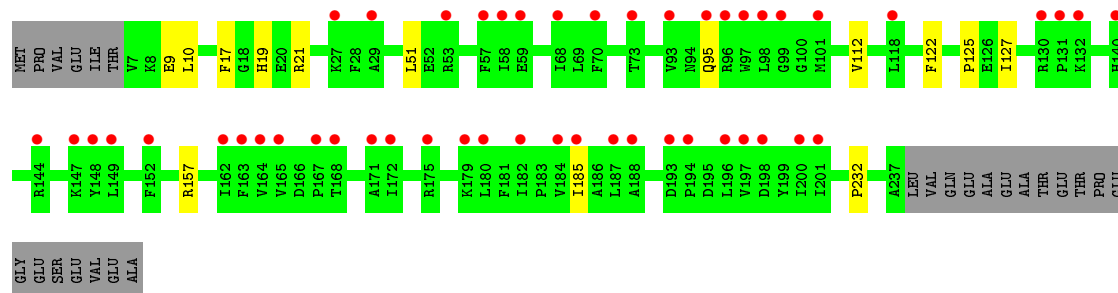 MET PRO VAL GLU ILE THR V7 K8 E9 L10 F17 G18 H19 E20 R21 K27 F28 A29 L51 E52 R53 F57 I58 E59 I68 L69 F70 T73 V93 N94 Q95 R96 W97 L98 G99 G100 M101 V112 L118 F122 P125 E126 I127 R130 P131 K132 H140
R144 K147 Y148 L149 F152 R157 I162 F163 V164 V165 D166 P167 T168 A171 I172 R175 K179 L180 F181 I182 P183 V184 I185 A186 L187 A188 D193 P194 D195 L196 V197 D198 Y199 I200 I201 P232 A237 LEU VAL GLN GLU ALA GLU ALA THR GLU THR PRO GLU
GLY GLU SER GLU VAL GLU ALA